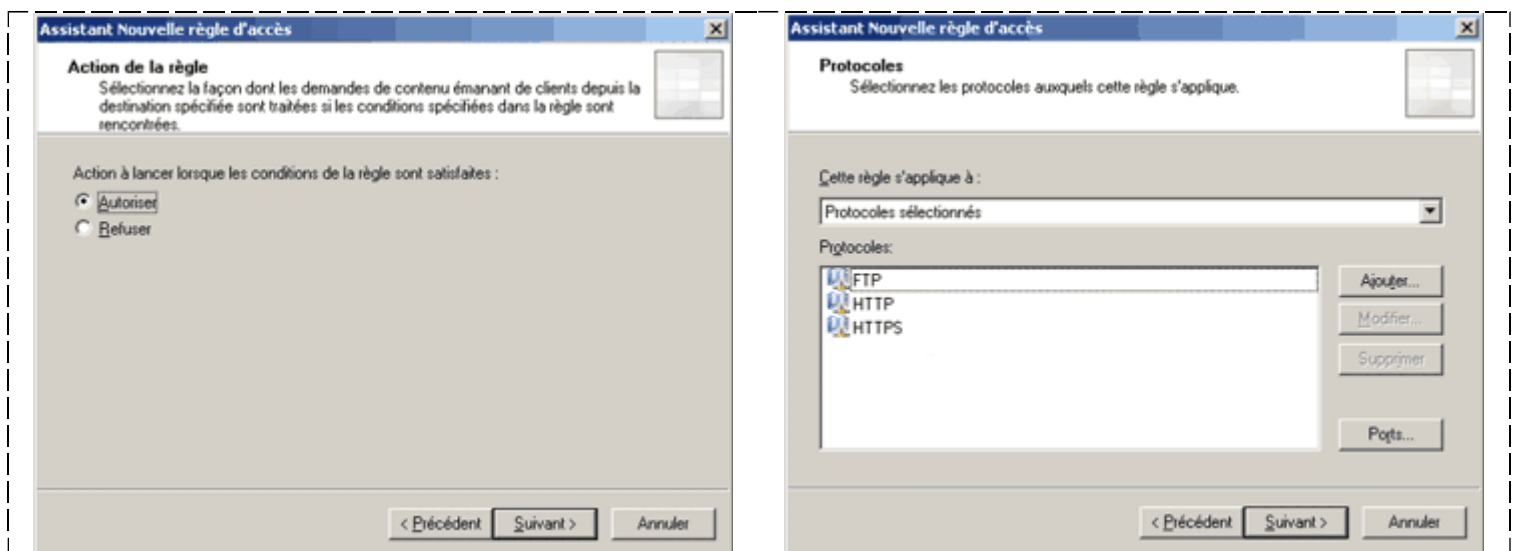 Assistant Nouvelle règle d'accès
Action de la règle
Sélectionnez la façon dont les demandes de contenu émanant de clients depuis la
destination spécifiée sont traitées si les conditions spécifiées dans la règle sont
rencontrées.
Action à lancer lorsque les conditions de la règle sont satisfaites :
Autoriser
Refuser
< Précédent
Suivant >
Annuler
Assistant Nouvelle règle d'accès
Protocoles
Sélectionnez les protocoles auxquels cette règle s'applique.
Cette règle s'applique à :
Protocoles sélectionnés
Protocoles:
FTP
HTTP
HTTPS
Ajouter...
Modifier...
Supprimer
Ports...
< Précédent
Suivant >
Annuler